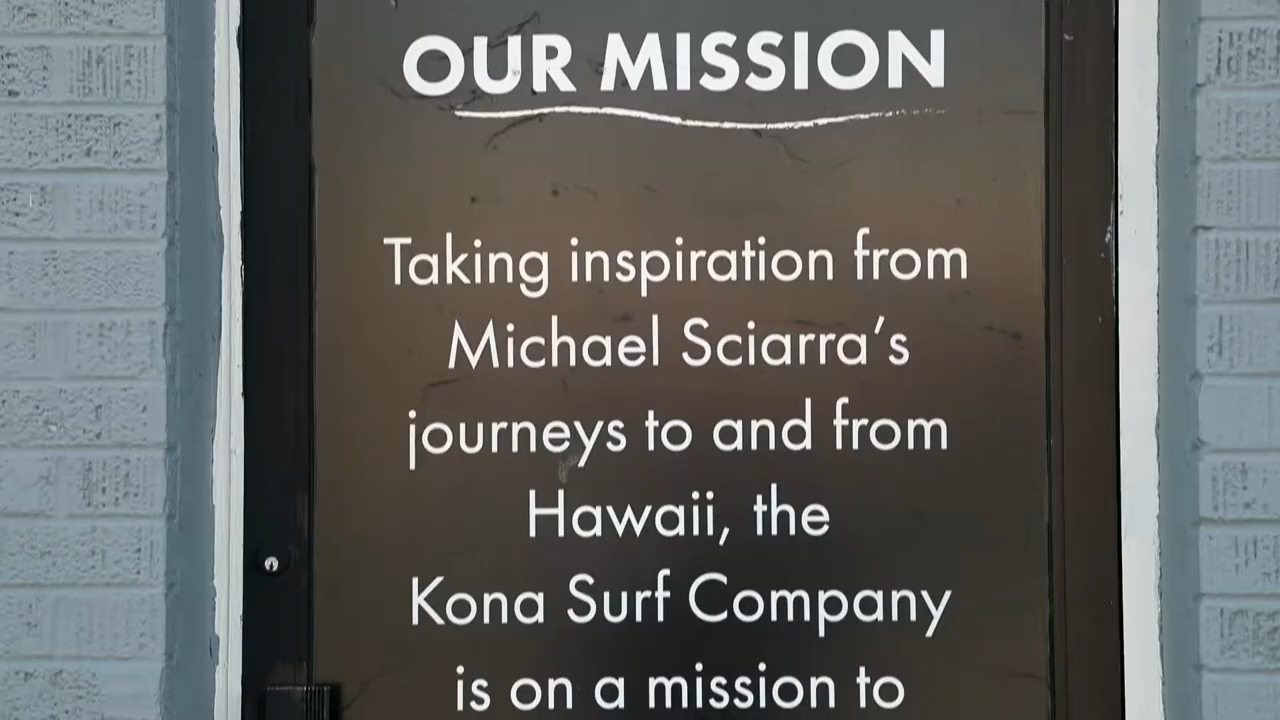 OUR MISSION
Taking inspiration from
Michael Sciarra's
journeys to and from
Hawaii, the
Kona Surf Company
is on a mission to